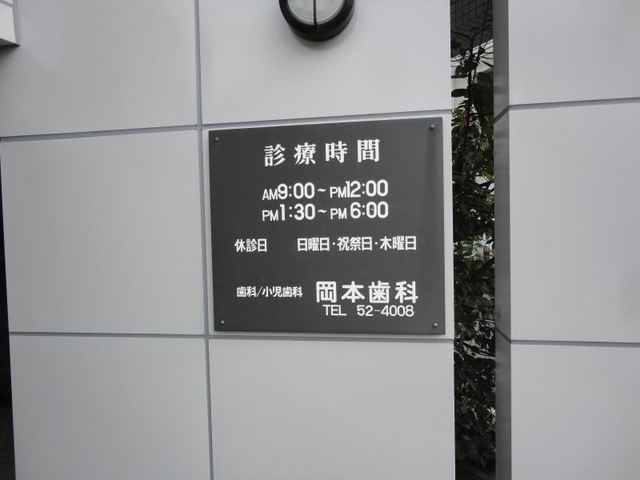 診療時間
AM9:00~PM12:00
PM1:30~PM6:00
休診日 日曜日・祝祭日・木曜日
歯科/小児歯科 岡本歯科
TEL 52-4008